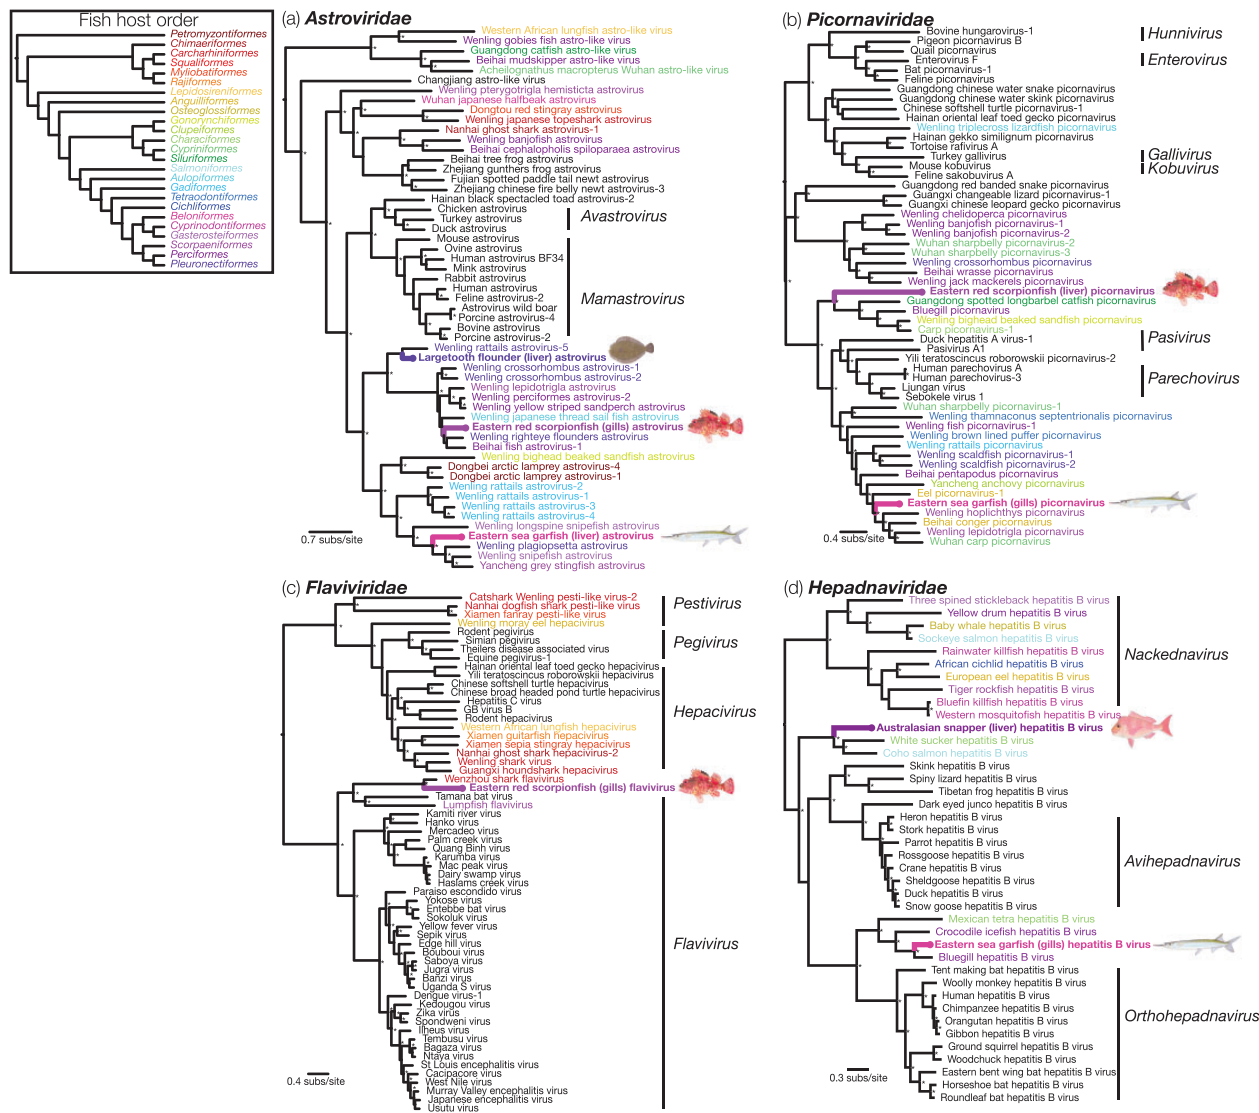 Fish host order
Petromyzontiformes
Chimaeriformes
Carcharhiniformes
Squaliformes
Myliobatiformes
Rajiformes
Lepidosireniformes
Anguilliformes
Osteoglossiformes
Gonorynchiformes
Clupeiformes
Characiformes
Cypriniformes
Siluriformes
Salmoniformes
Aulopiformes
Gadiformes
Tetraodontiformes
Cichliformes
Beloniformes
Cyprinodontiformes
Gasterosteiformes
Scorpaeniformes
Perciformes
Pleuronectiformes
(a) Astroviridae
Western African lungfish astro-like virus
Wenling gobies fish astro-like virus
Guangdong catfish astro-like virus
Beihai mudskipper astro-like virus
Acheilognathus macropterus Wuhan astro-like virus
Changjiang astro-like virus
Wenling pterygotrigla hemisticta astrovirus
Wuhan japanese halfbeak astrovirus
Dongtou red stingray astrovirus
Wenling japanese topeshark astrovirus
Nanhai ghost shark astrovirus-1
Wenling banjofish astrovirus
Beihai cephalopholis spiloparaea astrovirus
Beihai tree frog astrovirus
Zhejiang gunthers frog astrovirus
Fujian spotted paddle tail newt astrovirus
Zhejiang chinese fire belly newt astrovirus-3
Hainan black spectacled toad astrovirus-2
Chicken astrovirus
Turkey astrovirus
Duck astrovirus
Avastrovirus
Mouse astrovirus
Ovine astrovirus
Human astrovirus BF34
Mink astrovirus
Rabbit astrovirus
Human astrovirus
Feline astrovirus-2
Astrovirus wild boar
Porcine astrovirus-4
Bovine astrovirus
Porcine astrovirus-2
Mamastrovirus
Wenling rattails astrovirus-5
Largetooth flounder (liver) astrovirus
Wenling crossorhombus astrovirus-1
Wenling crossorhombus astrovirus-2
Wenling lepidotrigla astrovirus
Wenling perciformes astrovirus-2
Wenling yellow striped sandperch astrovirus
Wenling japanese thread sail fish astrovirus
Eastern red scorpionfish (gills) astrovirus
Wenling righteye flounders astrovirus
Beihai fish astrovirus-1
Wenling bighead beaked sandfish astrovirus
Dongbei arctic lamprey astrovirus-4
Dongbei arctic lamprey astrovirus-1
Wenling rattails astrovirus-2
Wenling rattails astrovirus-1
Wenling rattails astrovirus-3
Wenling rattails astrovirus-4
Wenling longspine snipefish astrovirus
Eastern sea garfish (liver) astrovirus
Wenling plagiopsetta astrovirus
Wenling snipefish astrovirus
Yancheng grey stingfish astrovirus
0.7 subs/site
(b) Picornaviridae
Bovine hungarovirus-1
Hunnivirus
Pigeon picornavirus B
Quail picornavirus
Enterovirus F
Enterovirus
Bat picornavirus-1
Feline picornavirus
Guangdong chinese water snake picornavirus
Guangdong chinese water skink picornavirus
Chinese softshell turtle picornavirus-1
Hainan oriental leaf toed gecko picornavirus
Wenling triplecross lizardfish picornavirus
Hainan gekko similignum picornavirus
Tortoise rafivirus A
Turkey gallivirus
Gallivirus
Mouse kobuvirus
Kobuvirus
Feline sakobuvirus A
Guangdong red banded snake picornavirus
Guangxi changeable lizard picornavirus-1
Guangxi chinese leopard gecko picornavirus
Wenling chelidoperca picornavirus
Wenling banjofish picornavirus-1
Wenling banjofish picornavirus-2
Wuhan sharpbelly picornavirus-2
Wuhan sharpbelly picornavirus-3
Wenling crossorhombus picornavirus
Beihai wrasse picornavirus
Wenling jack mackerels picornavirus
Eastern red scorpionfish (liver) picornavirus
Guangdong spotted longbarbel catfish picornavirus
Bluegill picornavirus
Wenling bighead beaked sandfish picornavirus
Carp picornavirus-1
Duck hepatitis A virus-1
Pasivirus A1
Pasivirus
Yili teratoscincus roborowskii picornavirus-2
Human parechovirus A
Human parechovirus-3
Parechovirus
Ljungan virus
Sebokele virus 1
Wuhan sharpbelly picornavirus-1
Wenling thamnaconus septentrionalis picornavirus
Wenling fish picornavirus-1
Wenling brown lined puffer picornavirus
Wenling rattails picornavirus
Wenling scaldfish picornavirus-1
Wenling scaldfish picornavirus-2
Beihai pentapodus picornavirus
Yancheng anchovy picornavirus
Eel picornavirus-1
Eastern sea garfish (gills) picornavirus
Wenling hoplichthys picornavirus
Beihai conger picornavirus
Wenling lepidotrigla picornavirus
Wuhan carp picornavirus
0.4 subs/site
(c) Flaviviridae
Catshark Wenling pesti-like virus-2
Nanhai dogfish shark pesti-like virus
Xiamen fanray pesti-like virus
Pestivirus
Wenling moray eel hepacivirus
Rodent pegivirus
Simian pegivirus
Theilers disease associated virus
Equine pegivirus-1
Pegivirus
Hainan oriental leaf toed gecko hepacivirus
Yili teratoscincus roborowskii hepacivirus
Chinese softshell turtle hepacivirus
Chinese broad headed pond turtle hepacivirus
Hepatitis C virus
GB virus B
Rodent hepacivirus
Western African lungfish hepacivirus
Xiamen guitarfish hepacivirus
Xiamen sepia stingray hepacivirus
Nanhai ghost shark hepacivirus-2
Wenling shark virus
Guangxi houndshark hepacivirus
Hepacivirus
Wenzhou shark flavivirus
Eastern red scorpionfish (gills) flavivirus
Tamana bat virus
Lumpfish flavivirus
Kamiti river virus
Hanko virus
Mercadeo virus
Palm creek virus
Quang Binh virus
Karumba virus
Mac peak virus
Dairy swamp virus
Haslams creek virus
Paraiso escondido virus
Yokose virus
Entebbe bat virus
Sokoluk virus
Yellow fever virus
Sepik virus
Edge hill virus
Bouboui virus
Saboya virus
Jugra virus
Banzi virus
Uganda S virus
Dengue virus-1
Kedougou virus
Zika virus
Spondweni virus
Ilheus virus
Tembusu virus
Bagaza virus
Ntaya virus
St Louis encephalitis virus
Cacipacore virus
West Nile virus
Murray Valley encephalitis virus
Japanese encephalitis virus
Usutu virus
Flavivirus
0.4 subs/site
(d) Hepadnaviridae
Three spined stickleback hepatitis B virus
Yellow drum hepatitis B virus
Baby whale hepatitis B virus
Sockeye salmon hepatitis B virus
Rainwater killfish hepatitis B virus
African cichlid hepatitis B virus
European eel hepatitis B virus
Tiger rockfish hepatitis B virus
Bluefin killfish hepatitis B virus
Western mosquitofish hepatitis B virus
Nackednavirus
Australasian snapper (liver) hepatitis B virus
White sucker hepatitis B virus
Coho salmon hepatitis B virus
Skink hepatitis B virus
Spiny lizard hepatitis B virus
Tibetan frog hepatitis B virus
Dark eyed junco hepatitis B virus
Heron hepatitis B virus
Stork hepatitis B virus
Parrot hepatitis B virus
Rossgoose hepatitis B virus
Crane hepatitis B virus
Sheldgoose hepatitis B virus
Duck hepatitis B virus
Snow goose hepatitis B virus
Avihepadnavirus
Mexican tetra hepatitis B virus
Crocodile icefish hepatitis B virus
Eastern sea garfish (gills) hepatitis B virus
Bluegill hepatitis B virus
Tent making bat hepatitis B virus
Woolly monkey hepatitis B virus
Human hepatitis B virus
Chimpanzee hepatitis B virus
Orangutan hepatitis B virus
Gibbon hepatitis B virus
Ground squirrel hepatitis B virus
Woodchuck hepatitis B virus
Eastern bent wing bat hepatitis B virus
Horseshoe bat hepatitis B virus
Roundleaf bat hepatitis B virus
Orthohepadnavirus
0.3 subs/site